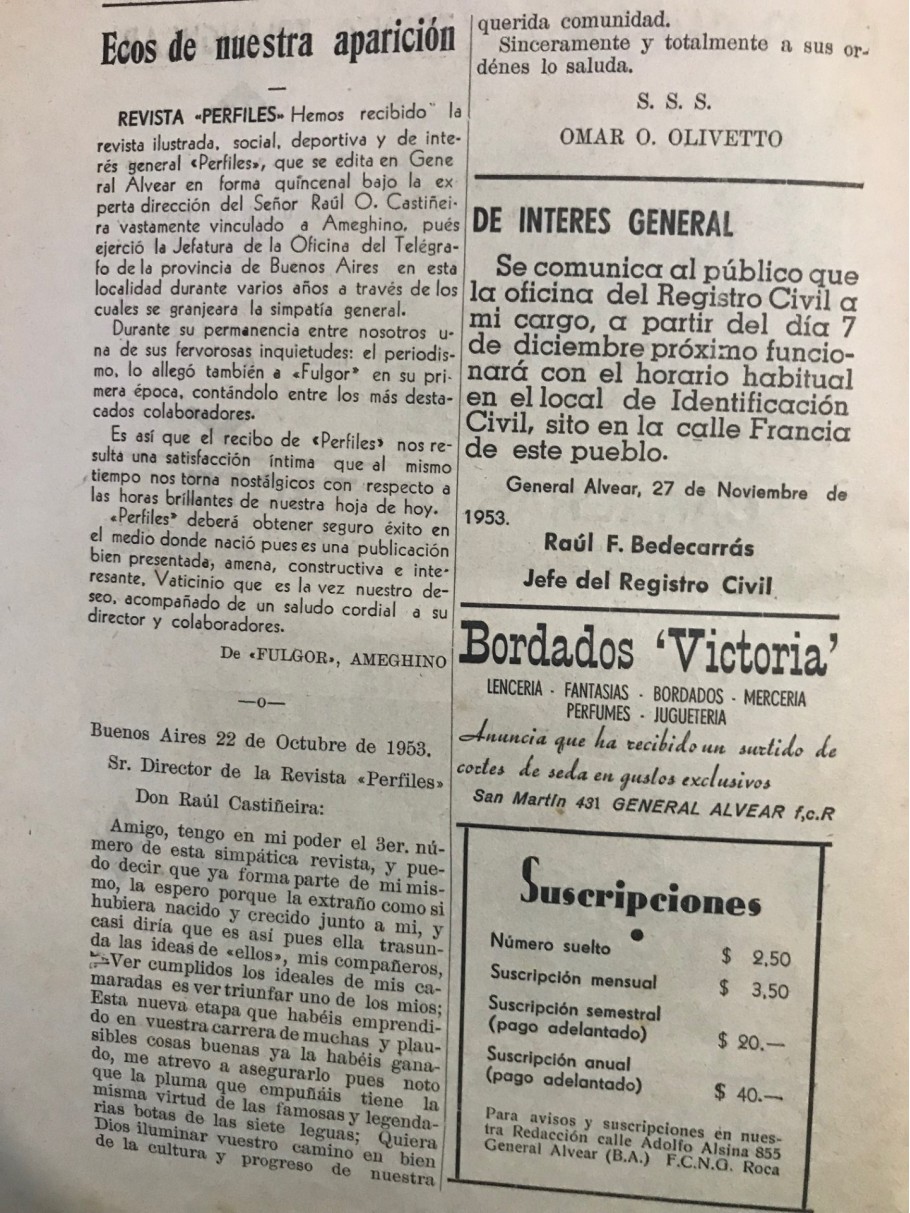 Ecos de nuestra aparición
REVISTA «PERFILES» Hemos recibido la
revista ilustrada, social, deportiva y de inte-
rés general «Perfiles», que se edita en Gene
ral Alvear en forma quincenal bajo la ex
perta dirección del Señor Raúl O. Castiñei-
ra vastamente vinculado a Ameghino, pués
ejerció la Jefatura de la Oficina del Telégra-
fo de la provincia de Buenos Aires en esta
localidad durante varios años a través de los
cuales se granjeara la simpatía general.
Durante su permanencia entre nosotros u-
na de sus fervorosas inquietudes: el periodis-
mo, lo allegó también a «Fulgor» en su pri-
mera época, contándolo entre los más desta-
cados colaboradores.
Es así que el recibo de «Perfiles» nos re-
sulta una satisfacción íntima que al mismo
tiempo nos torna nostálgicos con respecto a
las horas brillantes de nuestra hoja de hoy.
«Perfiles» deberá obtener seguro éxito en
el medio donde nació pues es una publicación
bien presentada, amena, constructiva e inte-
resante, Vaticinio que es la vez nuestro de-
seo, acompañado de un saludo cordial a su
director y colaboradores.
De «FULGOR», AMEGHINO
—o—
Buenos Aires 22 de Octubre de 1953.
Sr. Director de la Revista «Perfiles»
Don Raúl Castiñeira:
Amigo, tengo en mi poder el 3er. nú-
mero de esta simpática revista, y pue-
do decir que ya forma parte de mi mis-
mo, la espero porque la extraño como si
hubiera nacido y crecido junto a mi, y
casi diría que es así pues ella trasun-
da las ideas de «ellos», mis compañeros,
Ver cumplidos los ideales de mis ca-
maradas es ver triunfar uno de los mios;
Esta nueva etapa que habéis emprendi-
do en vuestra carrera de muchas y plau-
sibles cosas buenas ya la habéis gana-
do, me atrevo a asegurarlo pues noto
que la pluma que empuñáis tiene la
misma virtud de las famosas y legenda-
rias botas de las siete leguas; Quiera
Dios iluminar vuestro camino en bien
de la cultura y progreso de nuestra
querida comunidad.
Sinceramente y totalmente a sus or-
dénes lo saluda.
S. S. S.
OMAR O. OLIVETTO
DE INTERES GENERAL
Se comunica al público que
la oficina del Registro Civil a
mi cargo, a partir del día 7
de diciembre próximo funcio-
nará con el horario habitual
en el local de Identificación
Civil, sito en la calle Francia
de este pueblo.
General Alvear, 27 de Noviembre de
1953.
Raúl F. Bedecarrás
Jefe del Registro Civil
Bordados 'Victoria'
LENCERIA - FANTASIAS - BORDADOS - MERCERIA
PERFUMES - JUGUETERIA
Anuncia que ha recibido un surtido de
cortes de seda en gustos exclusivos
San Martín 431 GENERAL ALVEAR f,c.R
Suscripciones
Número suelto $ 2,50
Suscripción mensual $ 3,50
Suscripción semestral
(pago adelantado) $ 20.—
Suscripción anual
(pago adelantado) $ 40.—
Para avisos y suscripciones en nues-
tra Redacción calle Adolfo Alsina 855
General Alvear (B.A.) F.C.N.G. Roca